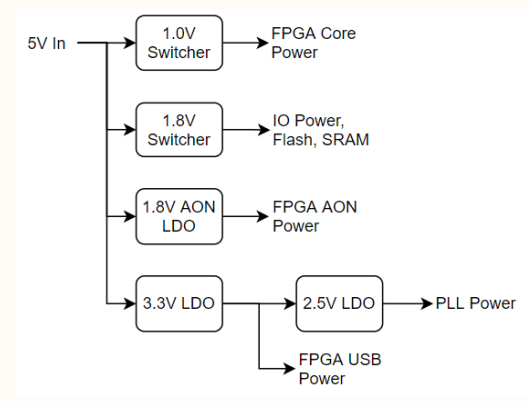 5V In
1.0V
Switcher
FPGA Core
Power
1.8V
Switcher
IO Power,
Flash, SRAM
1.8V AON
LDO
FPGA AON
Power
3.3V LDO
2.5V LDO
PLL Power
FPGA USB
Power